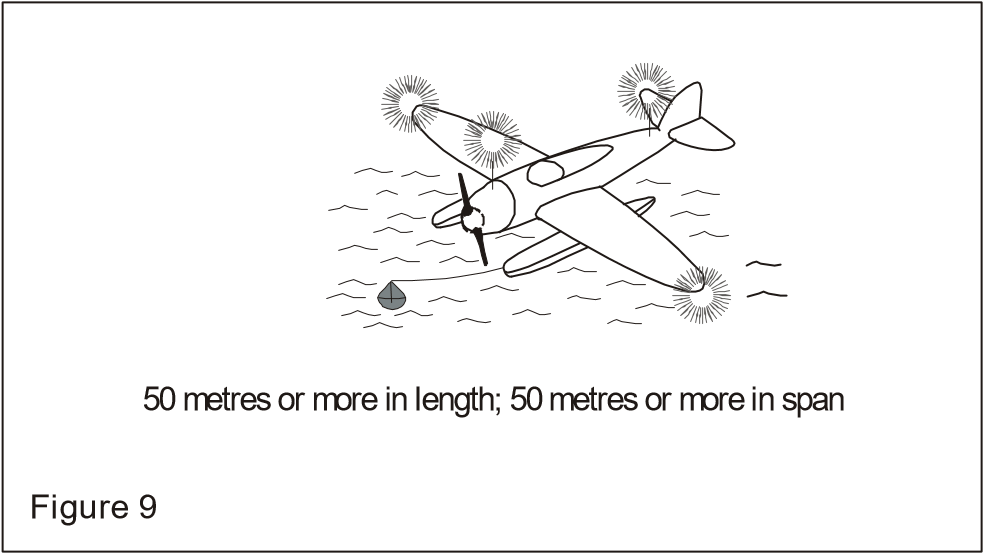 50 metres or more in length; 50 metres or more in span
Figure 9